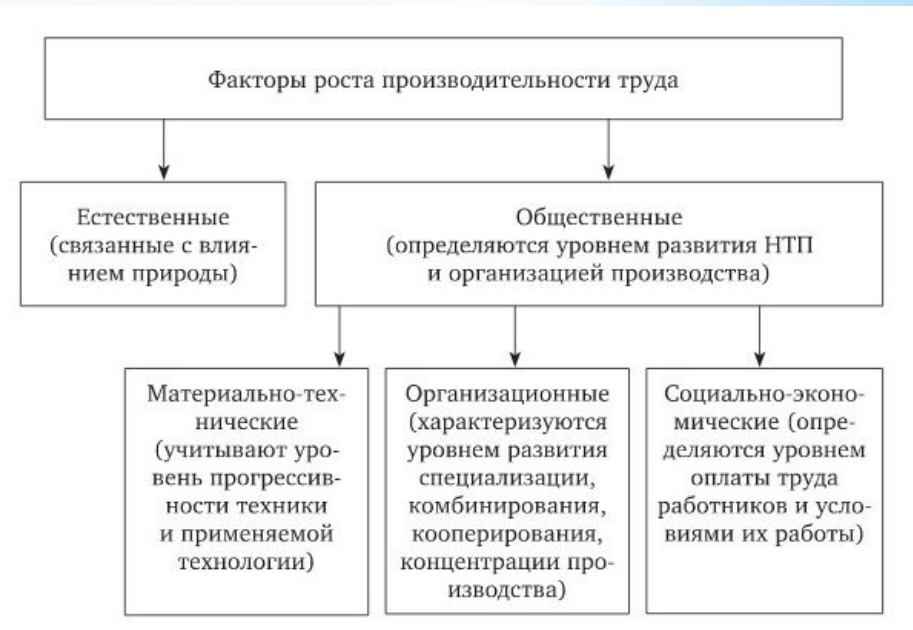 Факторы роста производительности труда
Естественные
(связанные с влия-
нием природы)
Общественные
(определяются уровнем развития НТП
и организацией производства)
Материально-тех-
нические
(учитывают уро-
вень прогрессив-
ности техники
и применяемой
технологии)
Организационные
(характеризуются
уровнем развития
специализации,
комбинирования,
кооперирования,
концентрации про-
изводства)
Социально-эконо-
мические (опре-
деляются уровнем
оплаты труда
работников и усло-
виями их работы)